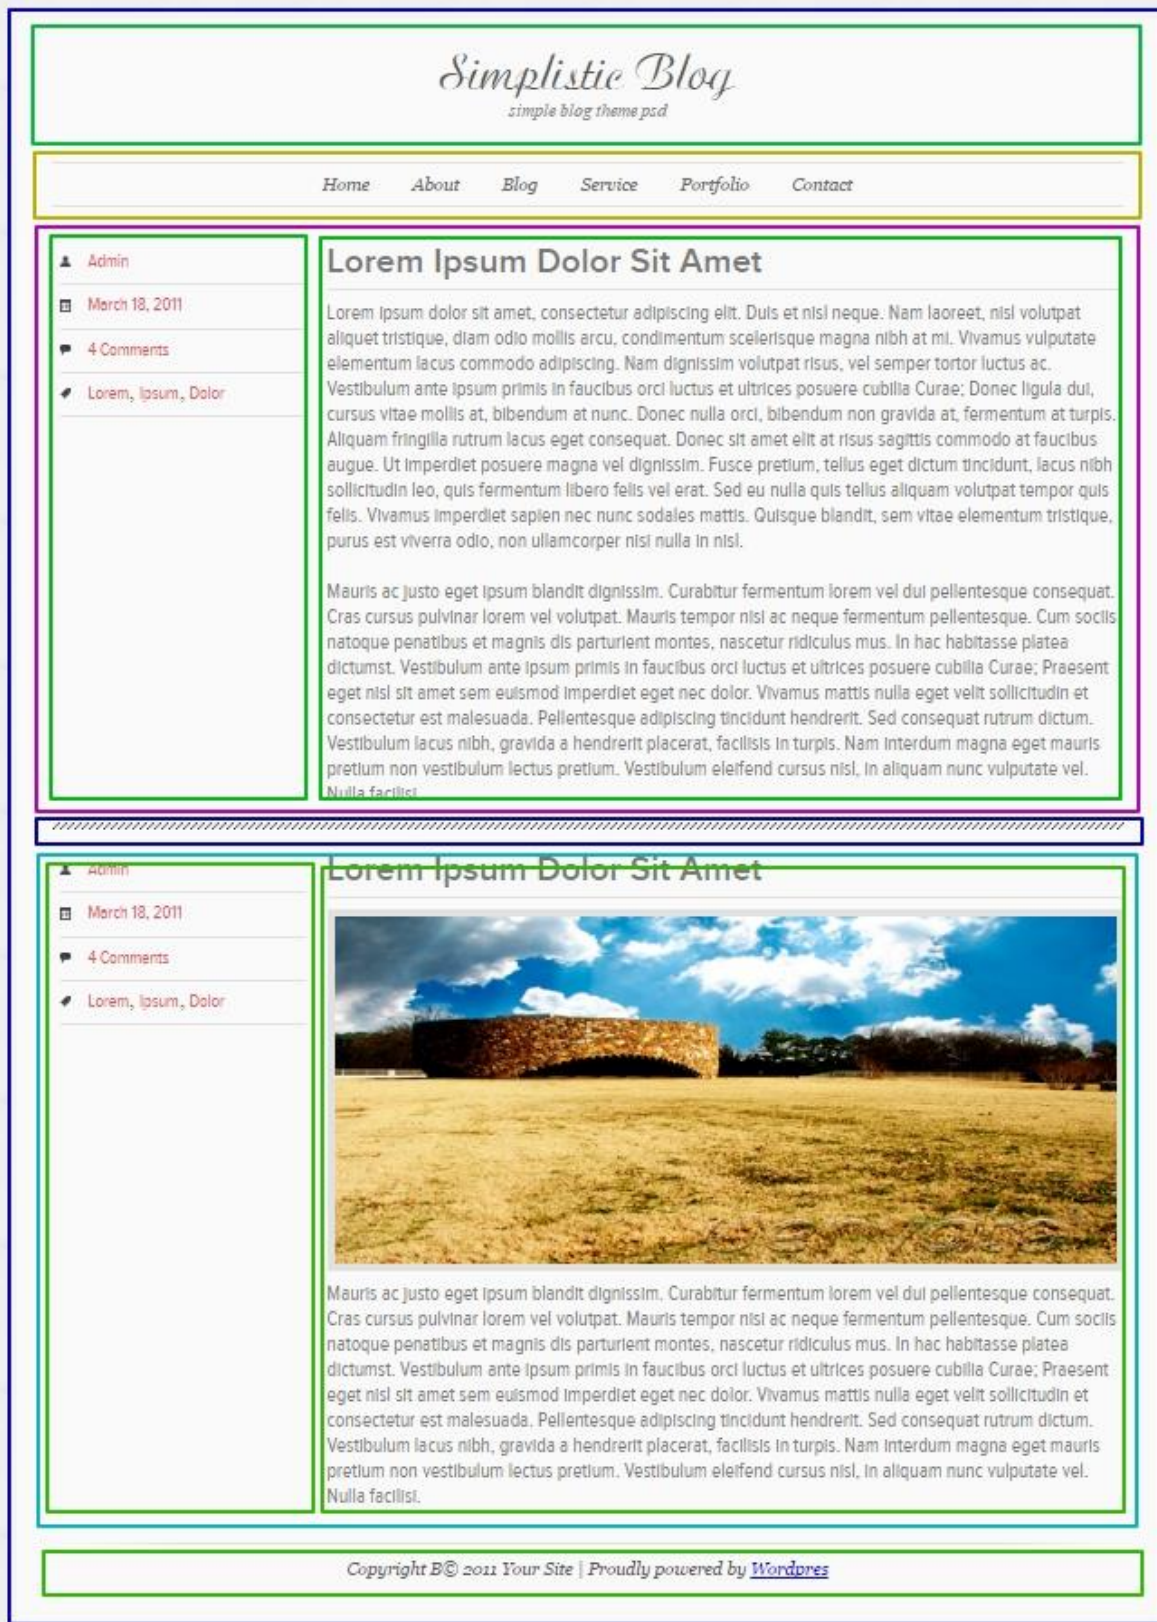 Simplistic Blog
simple blog theme psd
Home About Blog Service Portfolio Contact
Admin
March 18, 2011
4 Comments
Lorem, Ipsum, Dolor
Lorem Ipsum Dolor Sit Amet
Lorem ipsum dolor sit amet, consectetur adipiscing elit. Duis et nisl neque. Nam laoreet, nisl volutpat
aliquet tristique, diam odio mollis arcu, condimentum scelerisque magna nibh at mi. Vivamus vulputate
elementum lacus commodo adipiscing. Nam dignissim volutpat risus, vel semper tortor luctus ac.
Vestibulum ante ipsum primis in faucibus orci luctus et ultrices posuere cubilia Curae; Donec ligula dui,
cursus vitae mollis at, bibendum at nunc. Donec nulla orci, bibendum non gravida at, fermentum at turpis.
Aliquam fringilla rutrum lacus eget consequat. Donec sit amet elit at risus sagittis commodo at faucibus
augue. Ut imperdiet posuere magna vel dignissim. Fusce pretium, tellus eget dictum tincidunt, lacus nibh
sollicitudin leo, quis fermentum libero felis vel erat. Sed eu nulla quis tellus aliquam volutpat tempor quis
felis. Vivamus imperdiet sapien nec nunc sodales mattis. Quisque blandit, sem vitae elementum tristique,
purus est viverra odio, non ullamcorper nisi nulla in nisl.
Mauris ac justo eget ipsum blandit dignissim. Curabitur fermentum lorem vel dui pellentesque consequat.
Cras cursus pulvinar lorem vel volutpat. Mauris tempor nisi ac neque fermentum pellentesque. Cum sociis
natoque penatibus et magnis dis parturient montes, nascetur ridiculus mus. In hac habitasse platea
dictumst. Vestibulum ante ipsum primis in faucibus orci luctus et ultrices posuere cubilia Curae; Praesent
eget nisl sit amet sem euismod imperdiet eget nec dolor. Vivamus mattis nulla eget velit sollicitudin et
consectetur est malesuada. Pellentesque adipiscing tincidunt hendrerit. Sed consequat rutrum dictum.
Vestibulum lacus nibh, gravida a hendrerit placerat, facilisis in turpis. Nam interdum magna eget mauris
pretium non vestibulum lectus pretium. Vestibulum eleifend cursus nisl, in aliquam nunc vulputate vel.
Nulla facilisi.
Admin
March 18, 2011
4 Comments
Lorem, Ipsum, Dolor
Lorem Ipsum Dolor Sit Amet
Mauris ac justo eget ipsum blandit dignissim. Curabitur fermentum lorem vel dui pellentesque consequat.
Cras cursus pulvinar lorem vel volutpat. Mauris tempor nisi ac neque fermentum pellentesque. Cum sociis
natoque penatibus et magnis dis parturient montes, nascetur ridiculus mus. In hac habitasse platea
dictumst. Vestibulum ante ipsum primis in faucibus orci luctus et ultrices posuere cubilia Curae; Praesent
eget nisl sit amet sem euismod imperdiet eget nec dolor. Vivamus mattis nulla eget velit sollicitudin et
consectetur est malesuada. Pellentesque adipiscing tincidunt hendrerit. Sed consequat rutrum dictum.
Vestibulum lacus nibh, gravida a hendrerit placerat, facilisis in turpis. Nam interdum magna eget mauris
pretium non vestibulum lectus pretium. Vestibulum eleifend cursus nisl, in aliquam nunc vulputate vel.
Nulla facilisi.
Copyright B© 2011 Your Site | Proudly powered by Wordpres